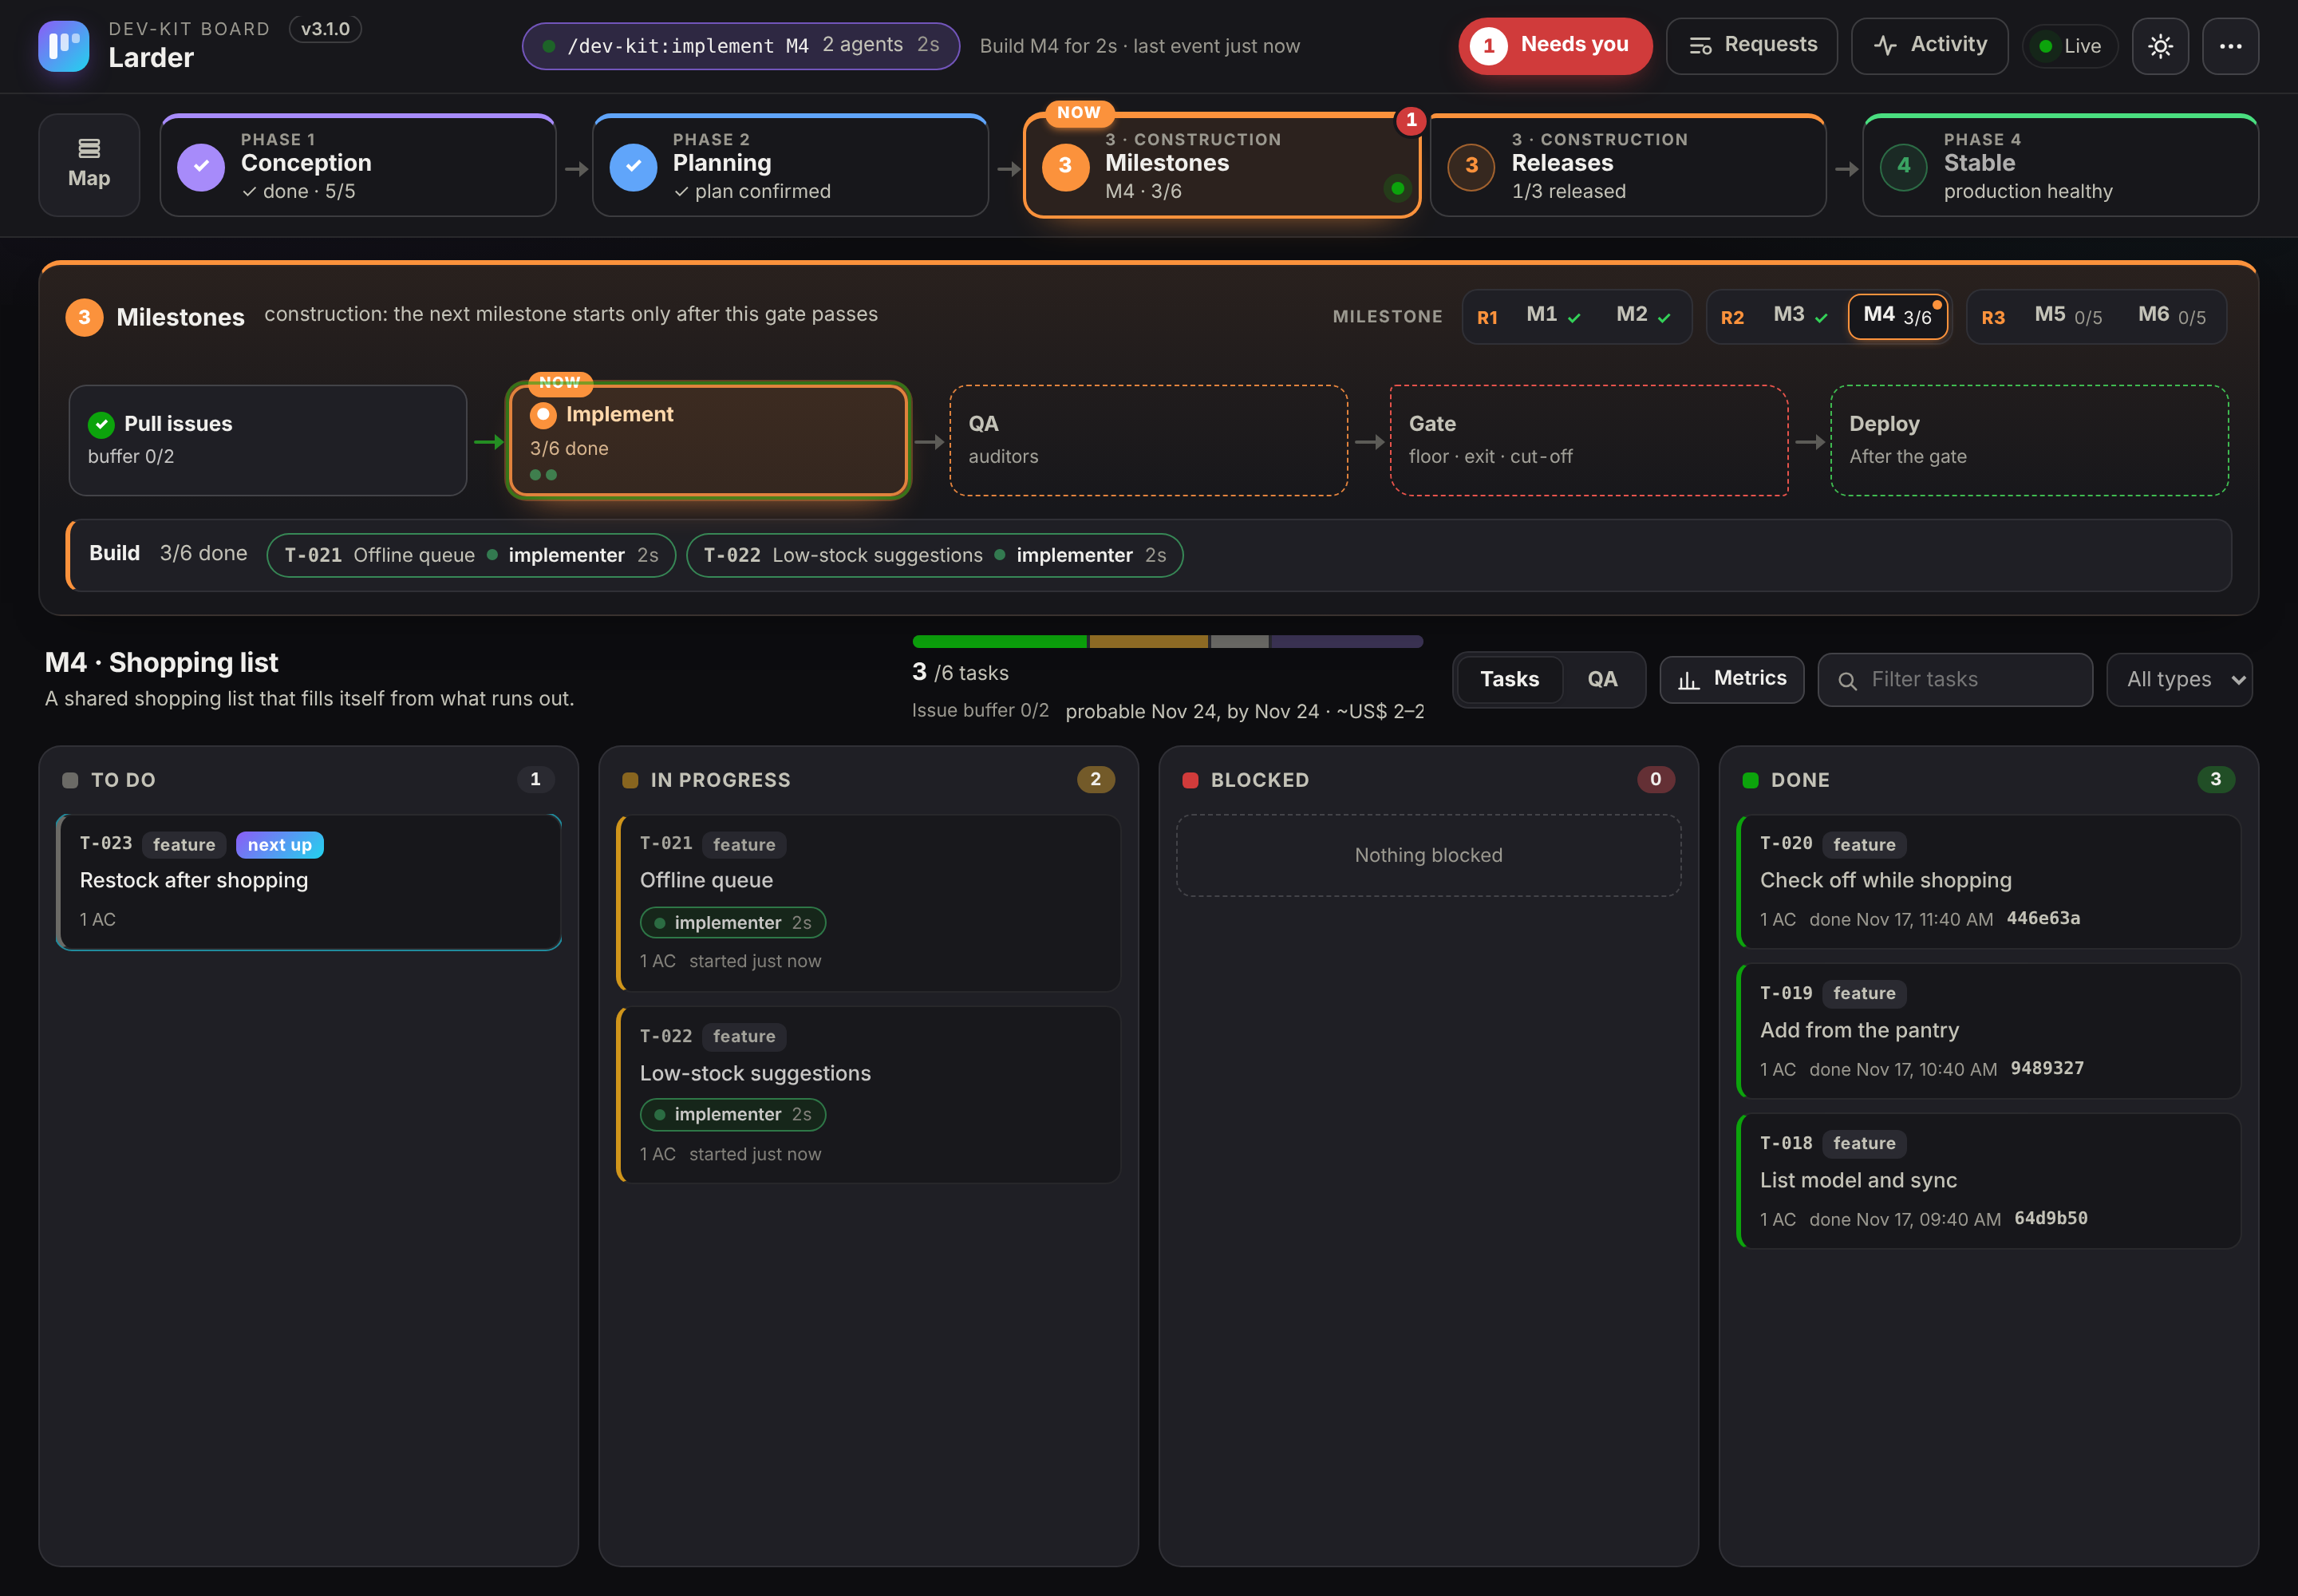 DEV-KIT BOARD v3.1.0
Larder
/dev-kit:implement M4 2 agents 2s
Build M4 for 2s · last event just now
1 Needs you
Requests
Activity
Live
Map
PHASE 1
Conception
✓ done · 5/5
PHASE 2
Planning
✓ plan confirmed
NOW
1
3
3 · CONSTRUCTION
Milestones
M4 · 3/6
3
3 · CONSTRUCTION
Releases
1/3 released
4
PHASE 4
Stable
production healthy
3 Milestones construction: the next milestone starts only after this gate passes
MILESTONE R1 M1 ✓ M2 ✓ R2 M3 ✓ M4 3/6 R3 M5 0/5 M6 0/5
Pull issues
buffer 0/2
NOW
Implement
3/6 done
QA
auditors
Gate
floor · exit · cut-off
Deploy
After the gate
Build 3/6 done T-021 Offline queue implementer 2s T-022 Low-stock suggestions implementer 2s
M4 · Shopping list
A shared shopping list that fills itself from what runs out.
3 /6 tasks
Issue buffer 0/2 probable Nov 24, by Nov 24 · ~US$ 2–2
Tasks
QA
Metrics
Filter tasks
All types
TO DO 1
T-023 feature next up
Restock after shopping
1 AC
IN PROGRESS 2
T-021 feature
Offline queue
implementer 2s
1 AC started just now
T-022 feature
Low-stock suggestions
implementer 2s
1 AC started just now
BLOCKED 0
Nothing blocked
DONE 3
T-020 feature
Check off while shopping
1 AC done Nov 17, 11:40 AM 446e63a
T-019 feature
Add from the pantry
1 AC done Nov 17, 10:40 AM 9489327
T-018 feature
List model and sync
1 AC done Nov 17, 09:40 AM 64d9b50